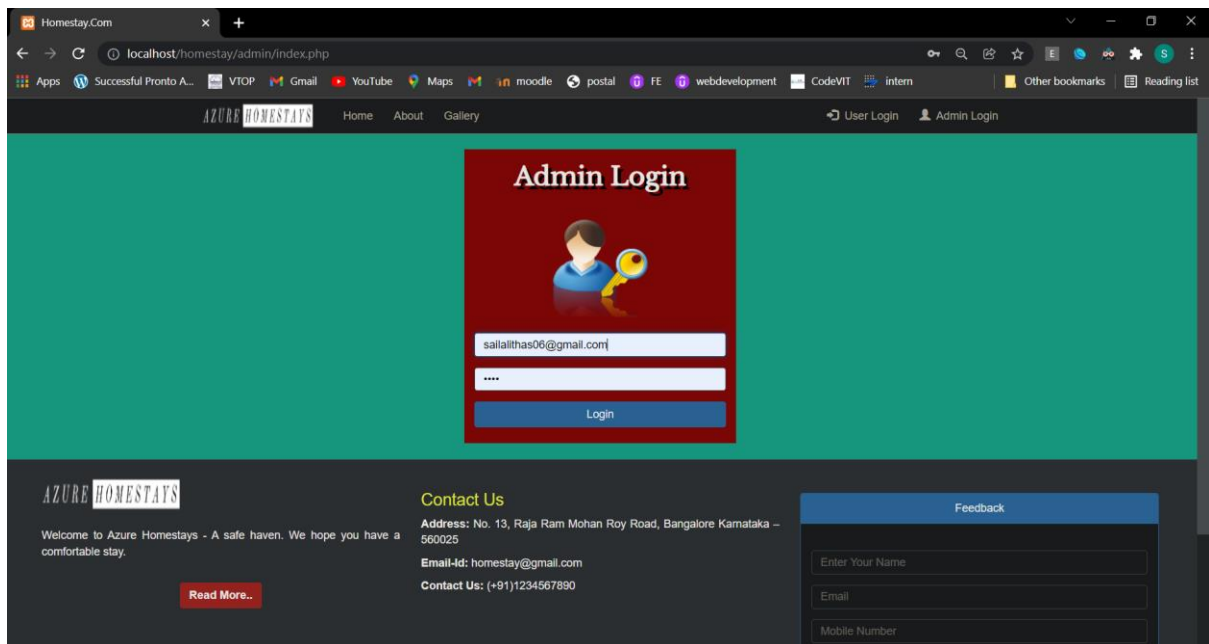 Homestay.Com
localhost/homestay/admin/index.php
Apps Successful Pronto A... VTOP Gmail YouTube Maps moodle postal FE webdevelopment CodeVIT intern Other bookmarks Reading list
AZURE HOMESTAYS Home About Gallery User Login Admin Login
Admin Login
sailalithas06@gmail.com
••••
Login
AZURE HOMESTAYS
Welcome to Azure Homestays - A safe haven. We hope you have a
comfortable stay.
Read More..
Contact Us
Address: No. 13, Raja Ram Mohan Roy Road, Bangalore Karnataka –
560025
Email-Id: homestay@gmail.com
Contact Us: (+91)1234567890
Feedback
Enter Your Name
Email
Mobile Number